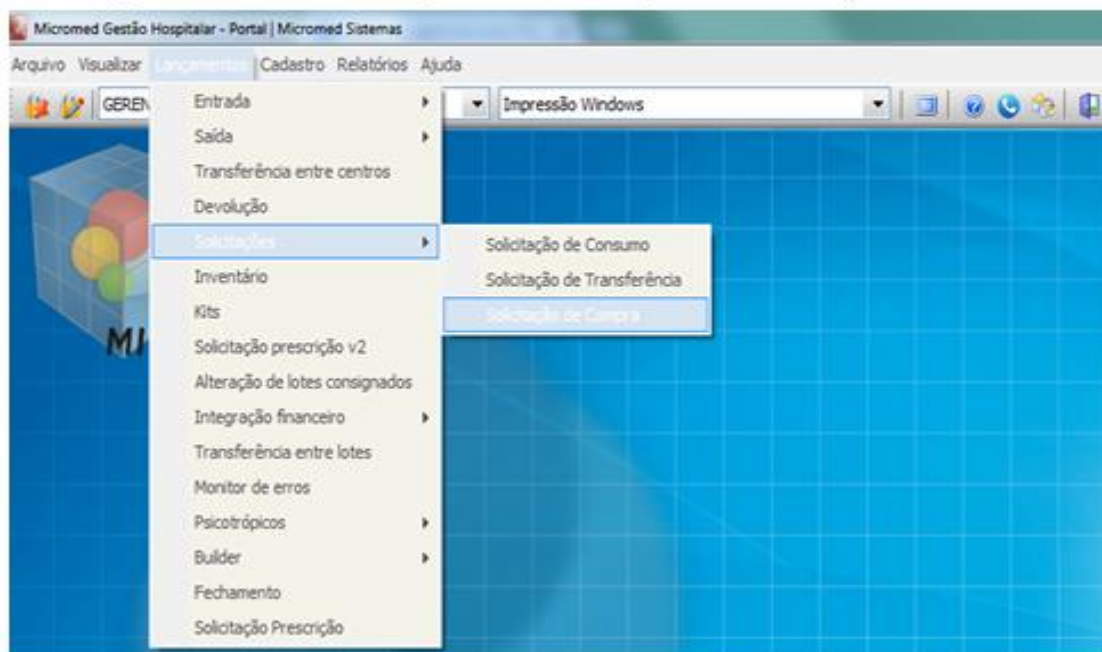 Micromed Gestão Hospitalar - Portal | Micromed Sistemas
Arquivo Visualizar Lançamentos Cadastro Relatórios Ajuda
GEREN
Impressão Windows
Entrada
Saída
Transferência entre centros
Devolução
Solicitações
Solicitação de Consumo
Inventário
Solicitação de Transferência
Kits
Solicitação de Compra
MI
Solicitação prescrição v2
Alteração de lotes consignados
Integração financeiro
Transferência entre lotes
Monitor de erros
Psicotrópicos
Builder
Fechamento
Solicitação Prescrição